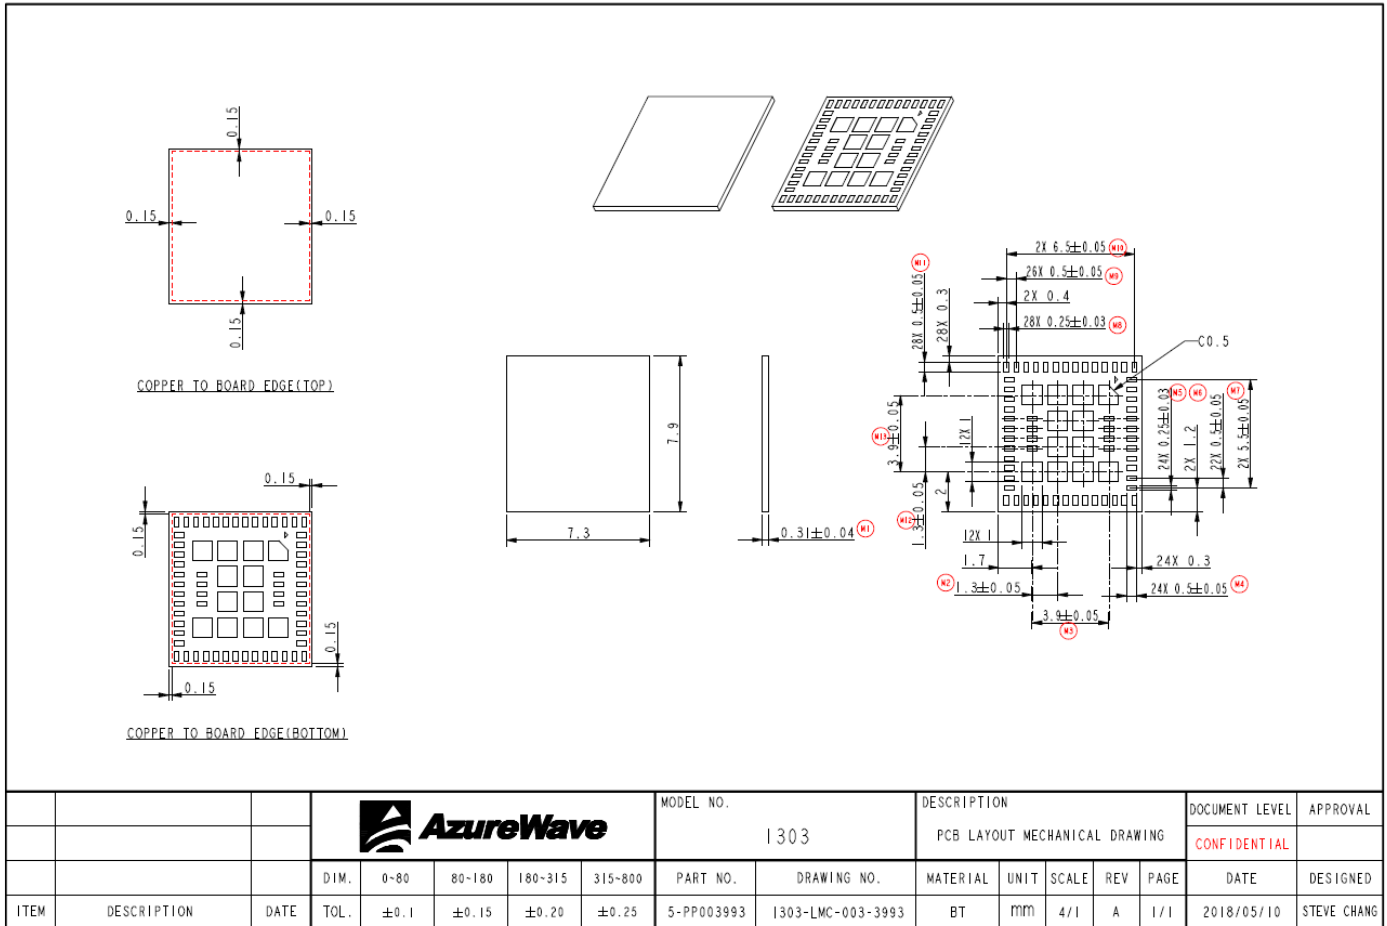 0.15
0.15
0.15
0.15
COPPER TO BOARD EDGE(TOP)
0.15
0.15
0.15
0.15
COPPER TO BOARD EDGE(BOTTOM)
7.9
7.3
0.31±0.04 M1
2X 6.5±0.05 M10
26X 0.5±0.05 M9
2X 0.4
28X 0.25±0.03 M8
M11
28X 0.5±0.05
28X 0.3
C0.5
M13
3.9±0.05
12X 1
M12
1.3±0.05
2
M5 M6 M7
24X 0.25±0.03
2X 1.2
22X 0.5±0.05
2X 5.5±0.05
12X 1
1.7
24X 0.3
M2 1.3±0.05
24X 0.5±0.05 M4
3.9±0.05
M3
AzureWave
MODEL NO.
1303
DESCRIPTION
PCB LAYOUT MECHANICAL DRAWING
DOCUMENT LEVEL
APPROVAL
CONFIDENTIAL
DIM. 0~80 80~180 180~315 315~800 PART NO. DRAWING NO. MATERIAL UNIT SCALE REV PAGE DATE DESIGNED
ITEM DESCRIPTION DATE TOL. ±0.1 ±0.15 ±0.20 ±0.25 5-PP003993 1303-LMC-003-3993 BT mm 4/1 A 1/1 2018/05/10 STEVE CHANG